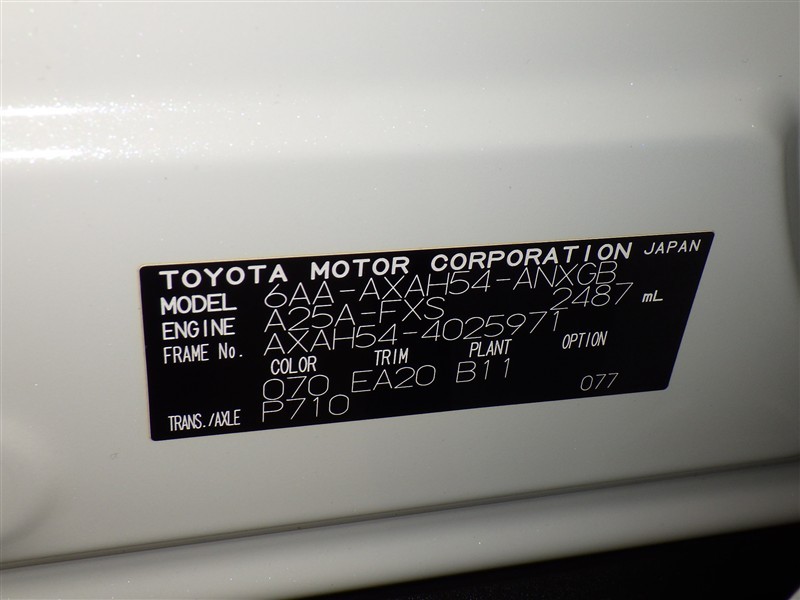 TOYOTA MOTOR CORPORATION JAPAN
MODEL 6AA-AXAH54-ANXGB
ENGINE A25A-FXS 2487 mL
FRAME No. AXAH54-4025971
COLOR TRIM PLANT OPTION
070 EA20 B11 077
TRANS./AXLE P710